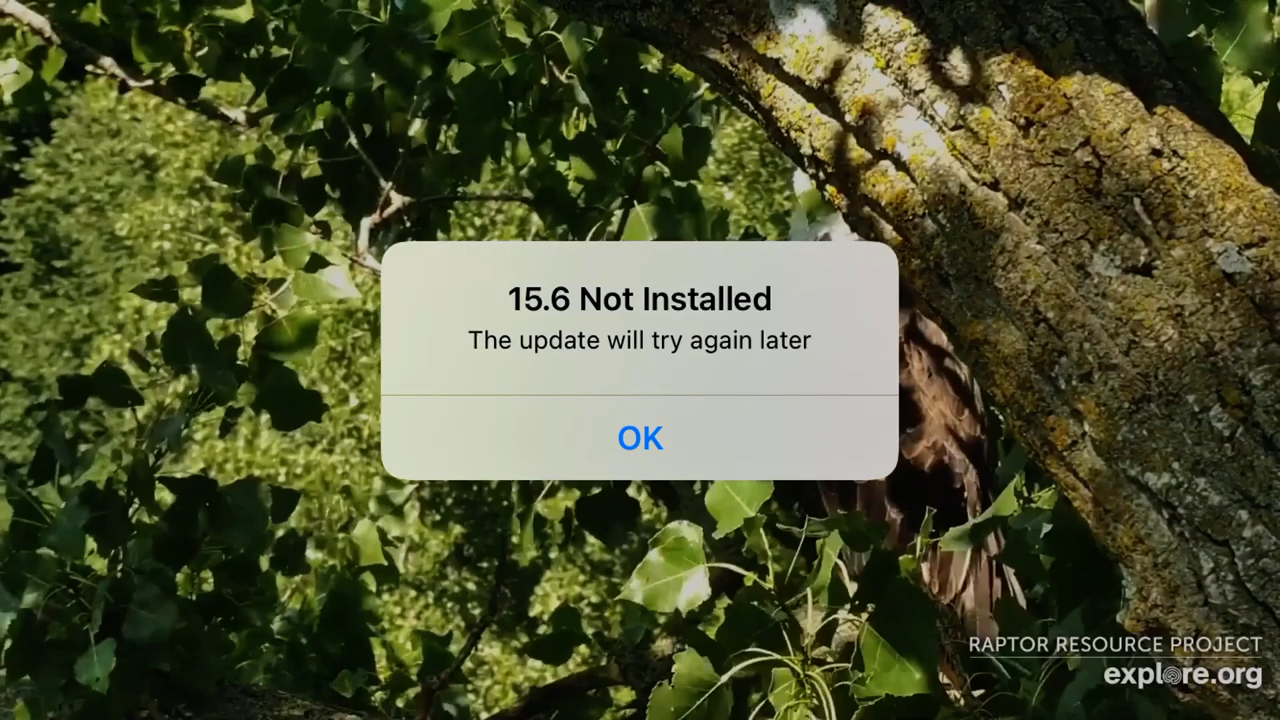 15.6 Not Installed
The update will try again later
OK
RAPTOR RESOURCE PROJECT
explore.org